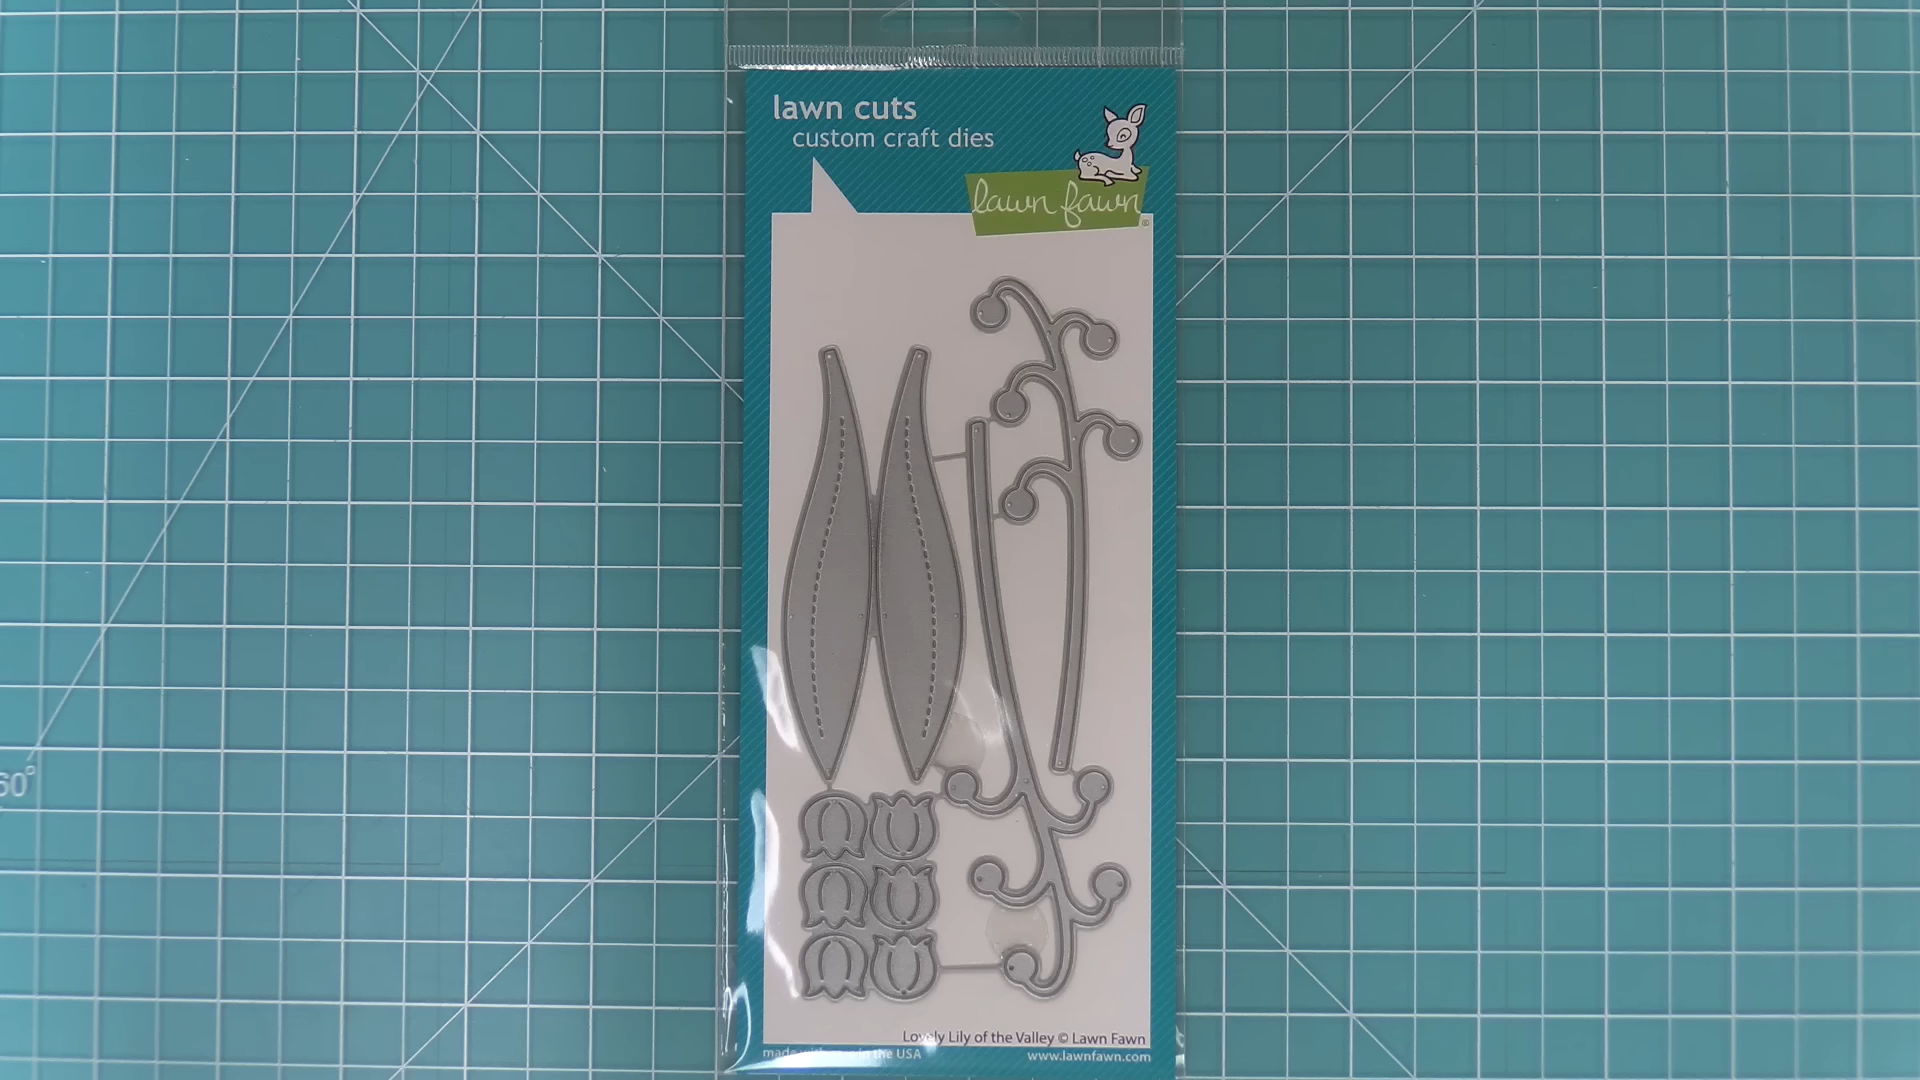 lawn cuts
custom craft dies
lawn fawn
®
60°
Lovely Lily of the Valley © Lawn Fawn
made in the USA
www.lawnfawn.com